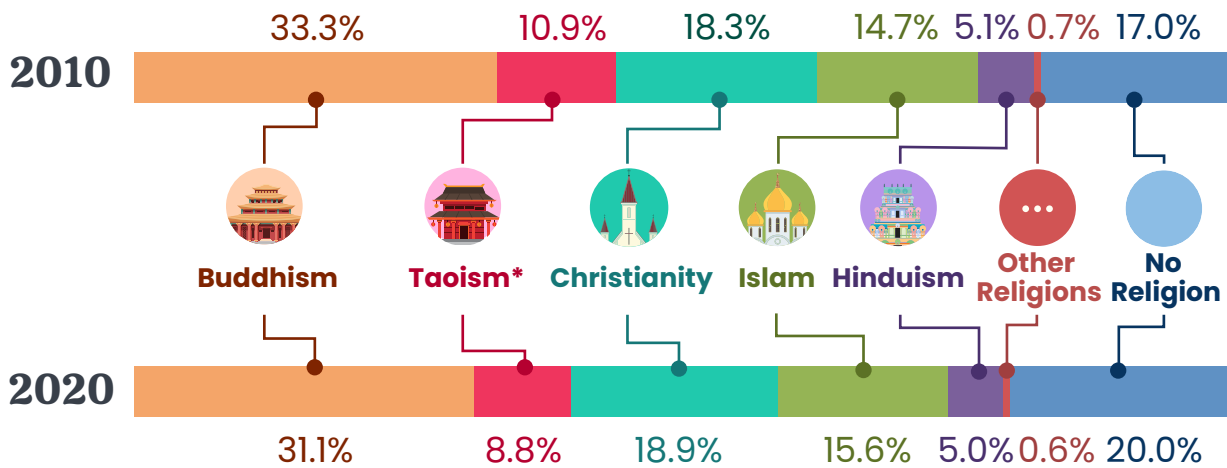 33.3% 10.9% 18.3% 14.7% 5.1% 0.7% 17.0%
2010
Buddhism
Taoism*
Christianity
Islam
Hinduism
Other
Religions
No
Religion
2020
31.1% 8.8% 18.9% 15.6% 5.0% 0.6% 20.0%